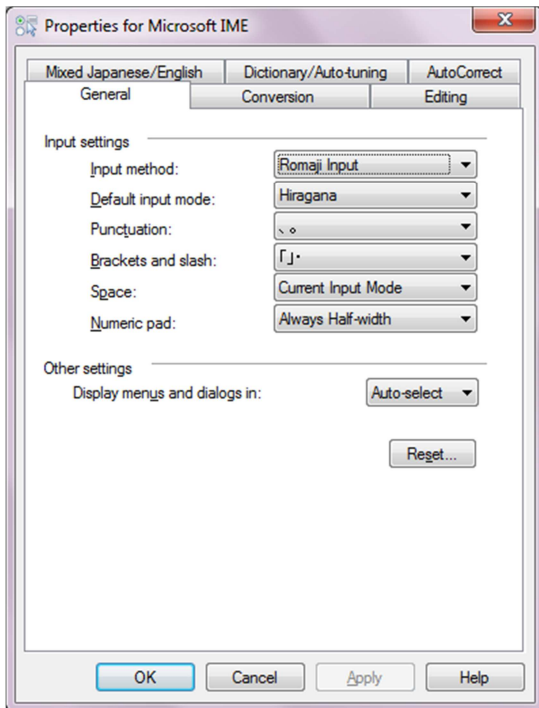 Properties for Microsoft IME
Mixed Japanese/English Dictionary/Auto-tuning AutoCorrect
General Conversion Editing
Input settings
Input method: Romaji Input
Default input mode: Hiragana
Punctuation: 、。
Brackets and slash: 「」・
Space: Current Input Mode
Numeric pad: Always Half-width
Other settings
Display menus and dialogs in: Auto-select
Reset...
OK Cancel Apply Help